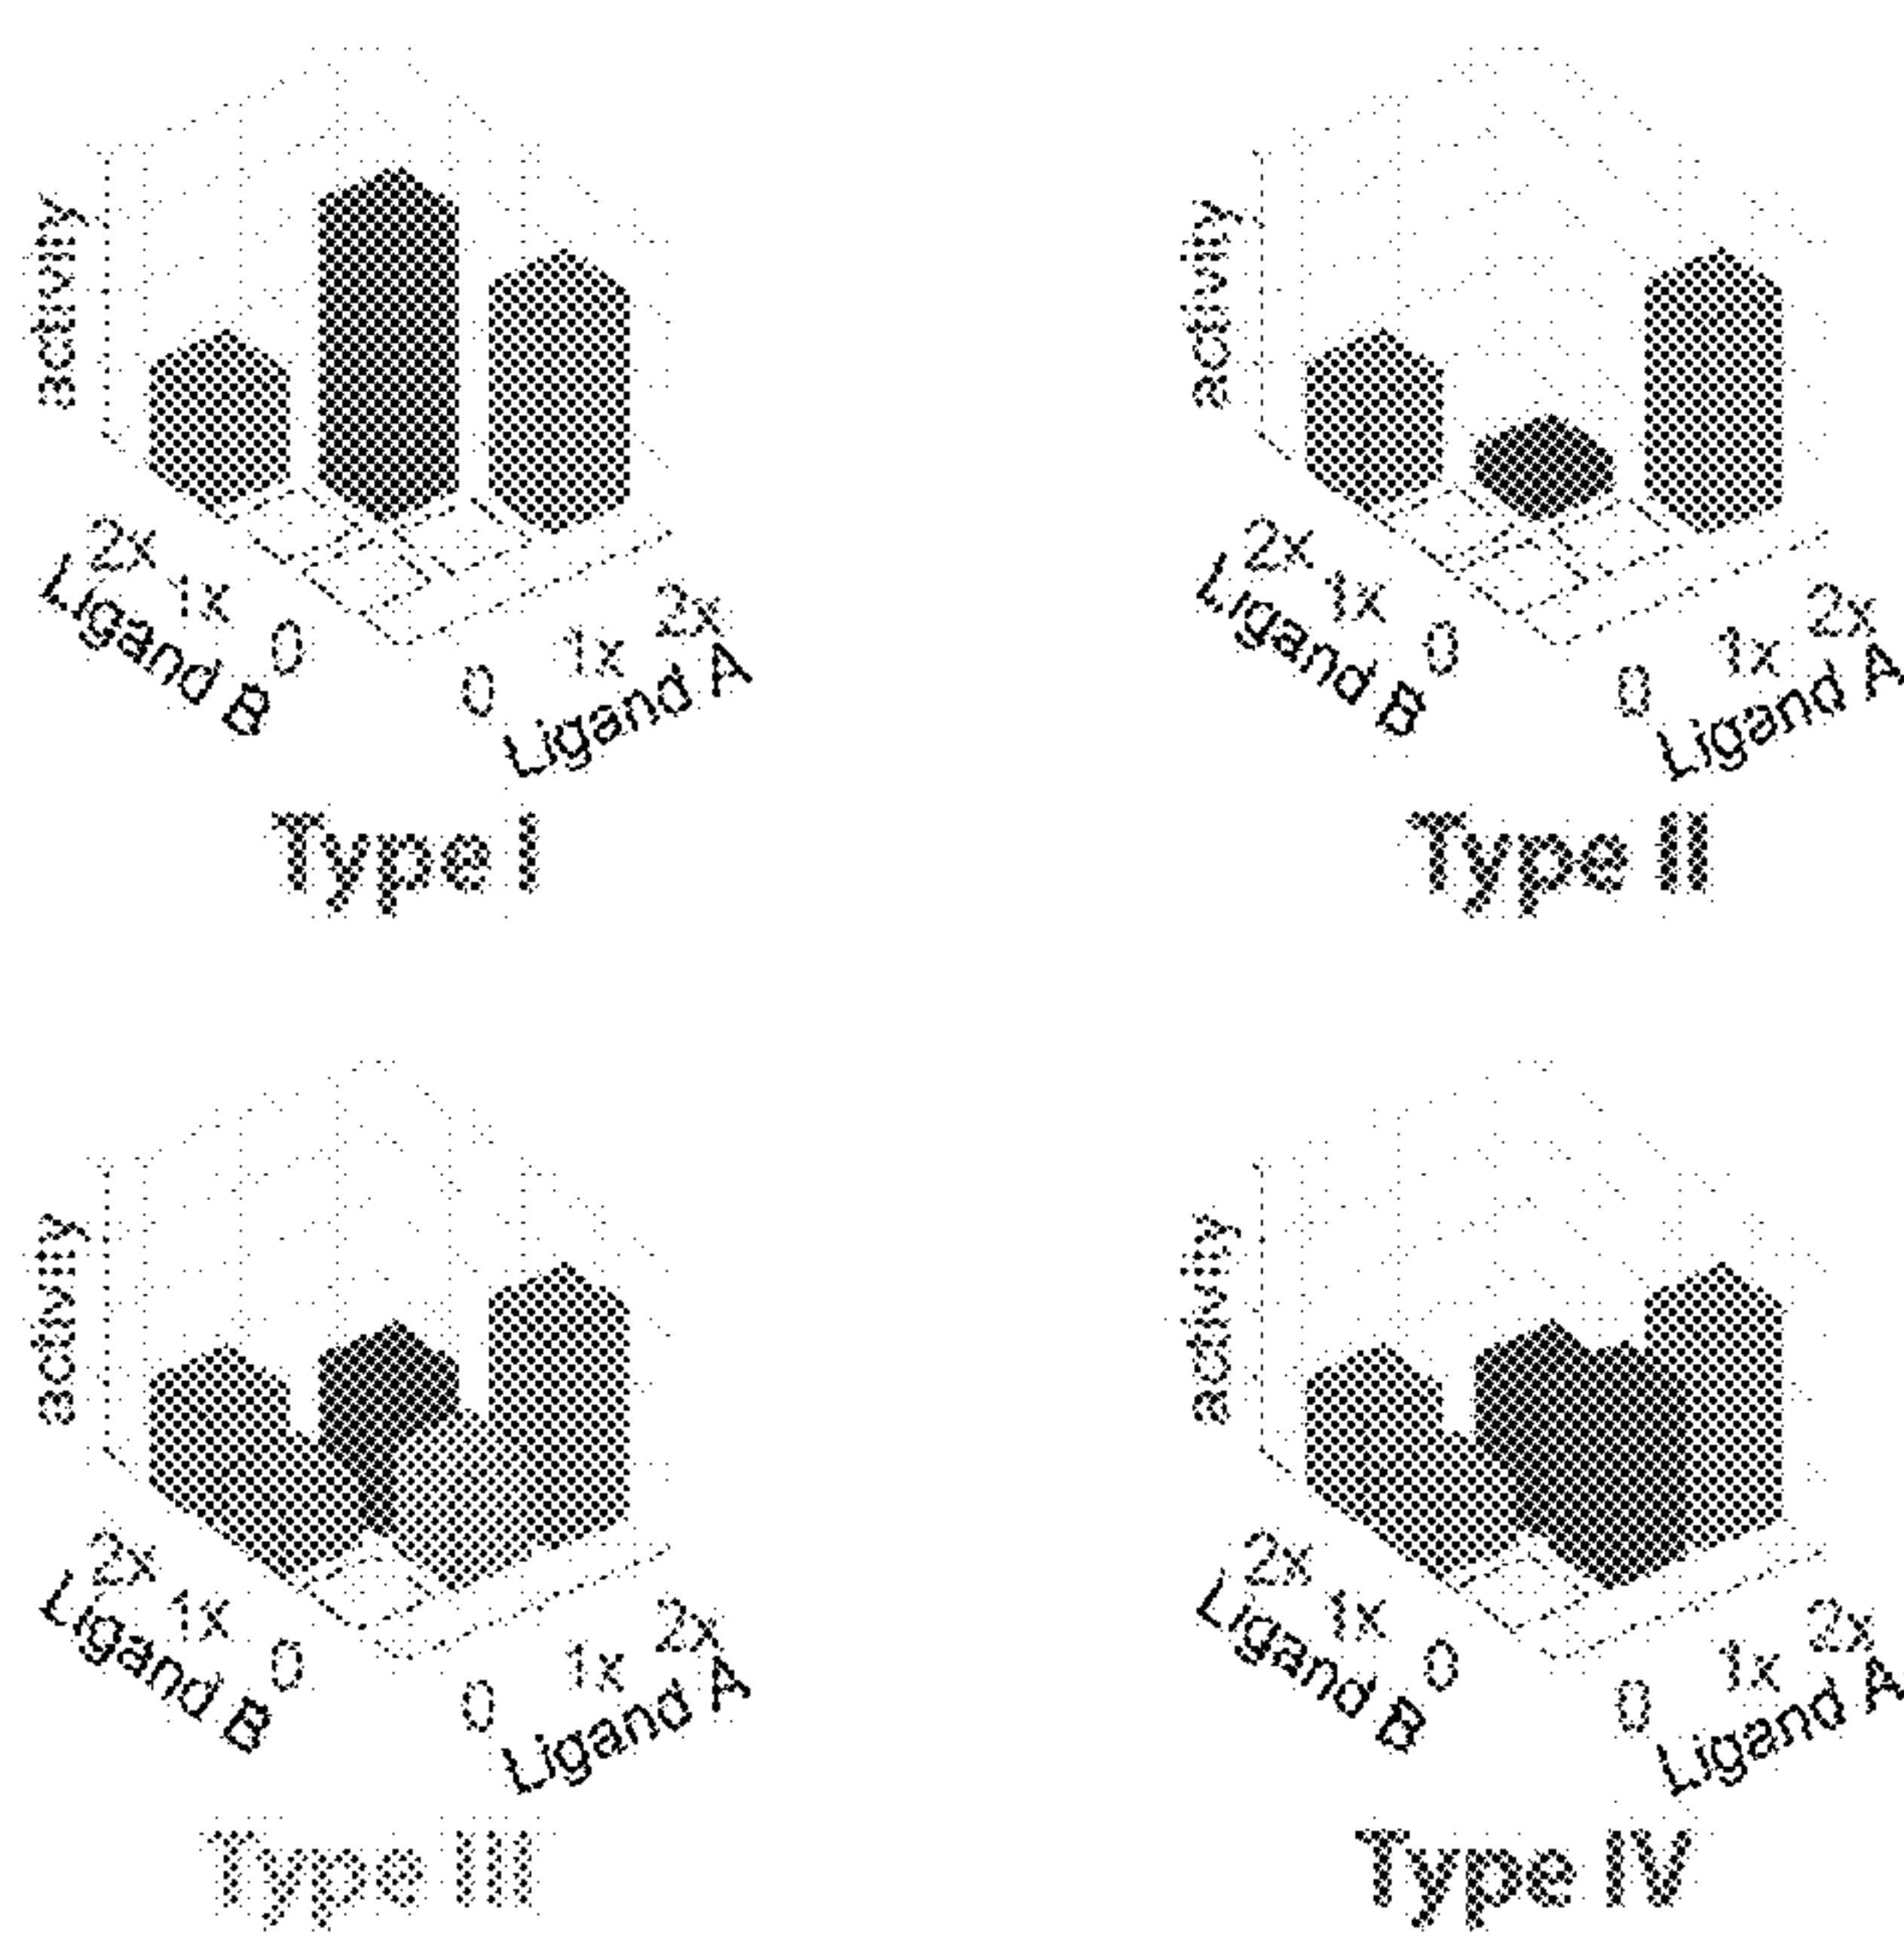 activity
2x
1x
0
Ligand B
0
1x
2x
Ligand A
Type I
activity
2x
1x
0
Ligand B
0
1x
2x
Ligand A
Type II
activity
2x
1x
0
Ligand B
0
1x
2x
Ligand A
Type III
activity
2x
1x
0
Ligand B
0
1x
2x
Ligand A
Type IV